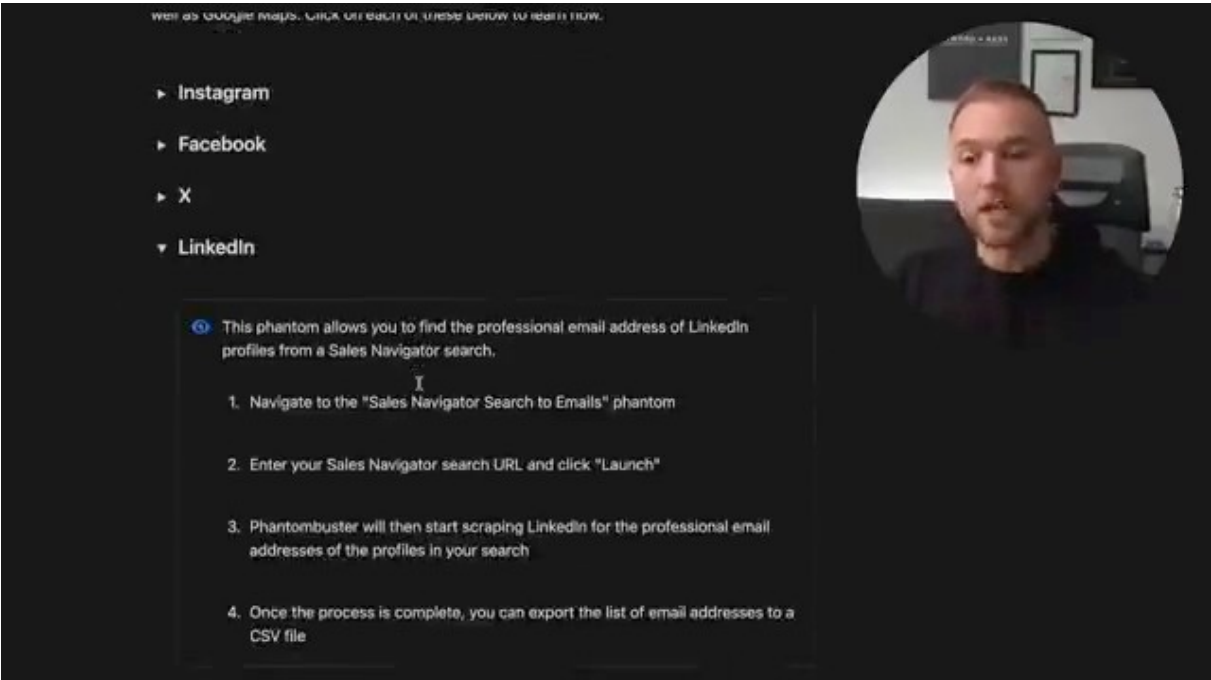 well as Google Maps. Click on each of these below to learn how.
Instagram
Facebook
X
LinkedIn
This phantom allows you to find the professional email address of LinkedIn
profiles from a Sales Navigator search.
1. Navigate to the "Sales Navigator Search to Emails" phantom
2. Enter your Sales Navigator search URL and click "Launch"
3. Phantombuster will then start scraping LinkedIn for the professional email
addresses of the profiles in your search
4. Once the process is complete, you can export the list of email addresses to a
CSV file